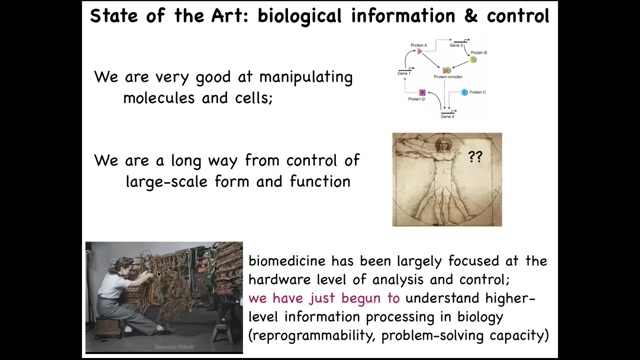 State of the Art: biological information & control
We are very good at manipulating
molecules and cells;
Protein A
Gene 2
Protein B
Gene 1
Protein complex
Protein D
Protein C
Gene 4
We are a long way from control of
large-scale form and function
??
biomedicine has been largely focused at the
hardware level of analysis and control;
we have just begun to understand higher-
level information processing in biology
(reprogrammability, problem-solving capacity)